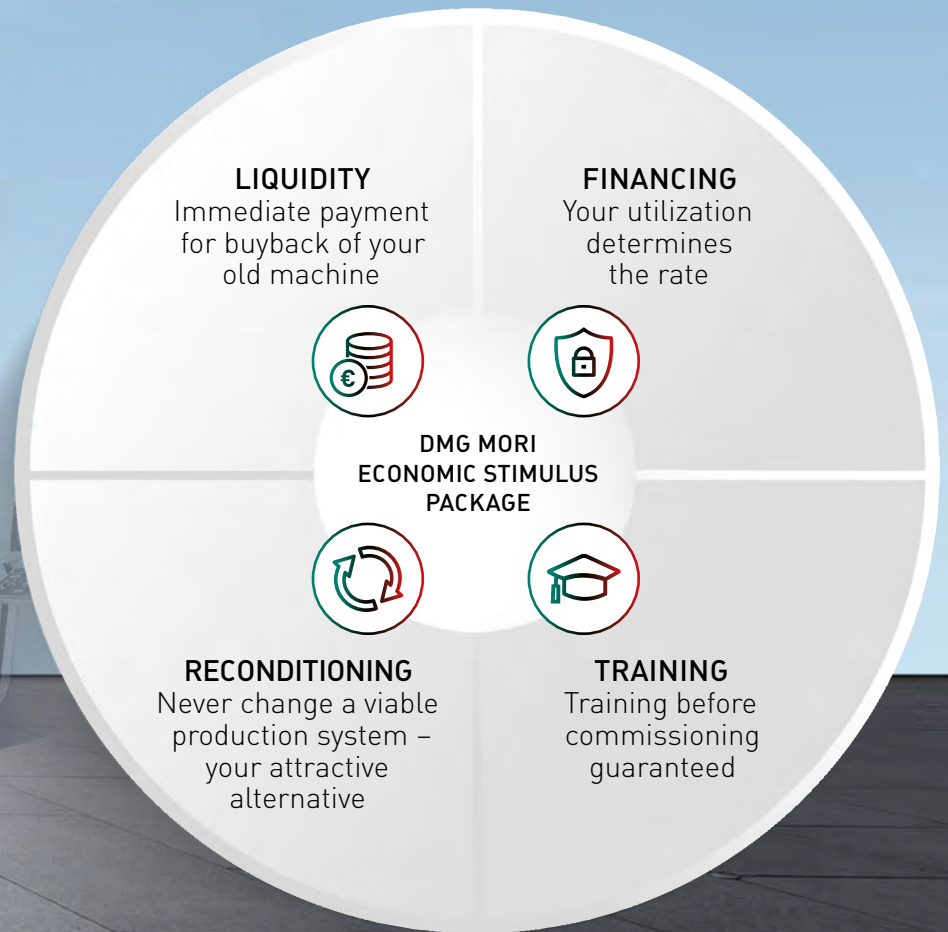 LIQUIDITY
Immediate payment
for buyback of your
old machine
FINANCING
Your utilization
determines
the rate
€
DMG MORI
ECONOMIC STIMULUS
PACKAGE
RECONDITIONING
Never change a viable
production system –
your attractive
alternative
TRAINING
Training before
commissioning
guaranteed